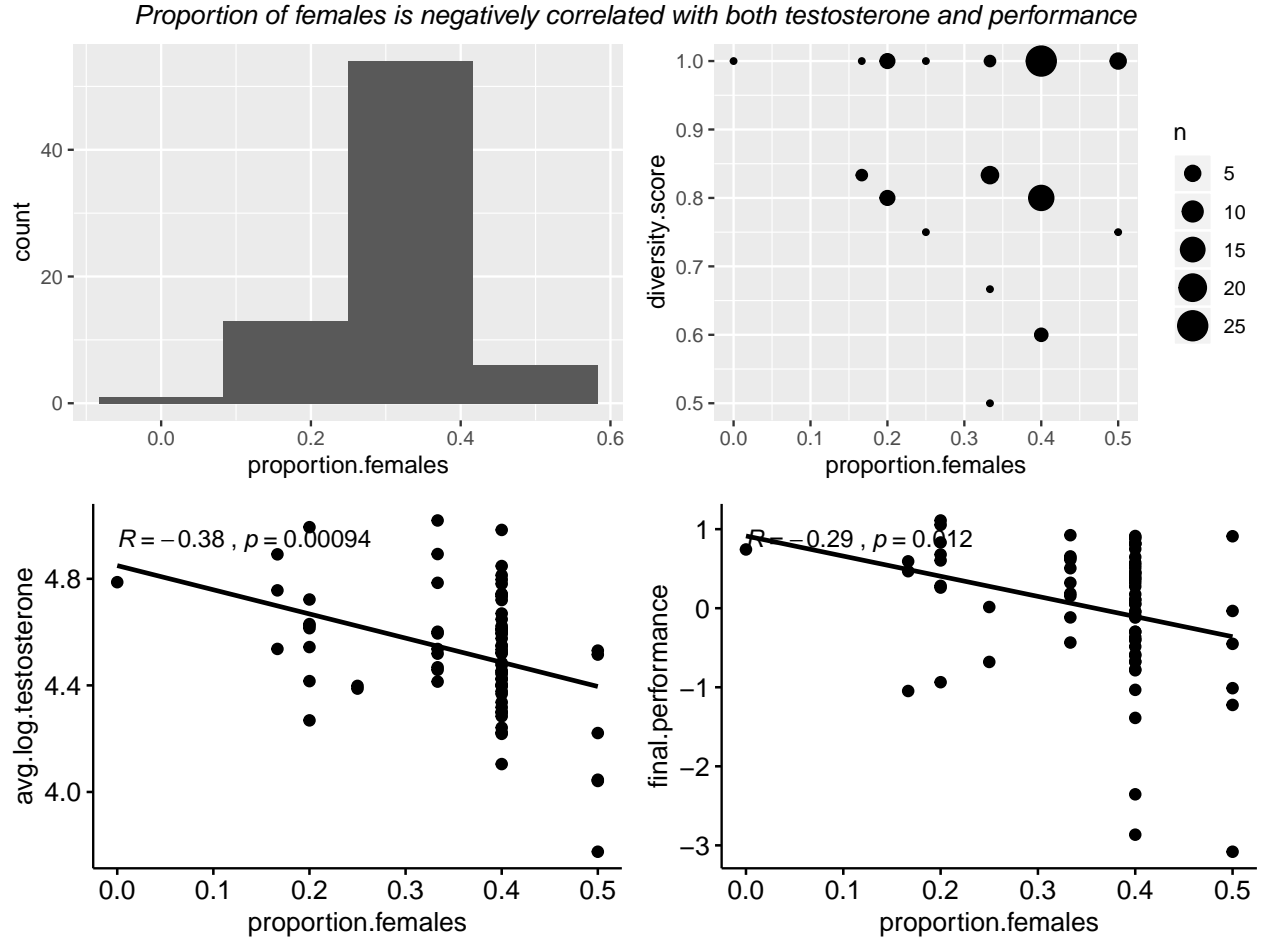 Proportion of females is negatively correlated with both testosterone and performance
40
20
0
count
0.0 0.2 0.4 0.6
proportion.females
1.0
0.9
0.8
0.7
0.6
0.5
diversity.score
0.0 0.1 0.2 0.3 0.4 0.5
proportion.females
n
5
10
15
20
25
R = −0.38 , p = 0.00094
4.8
4.4
4.0
avg.log.testosterone
0.0 0.1 0.2 0.3 0.4 0.5
proportion.females
R = −0.29 , p = 0.012
1
0
−1
−2
−3
final.performance
0.0 0.1 0.2 0.3 0.4 0.5
proportion.females